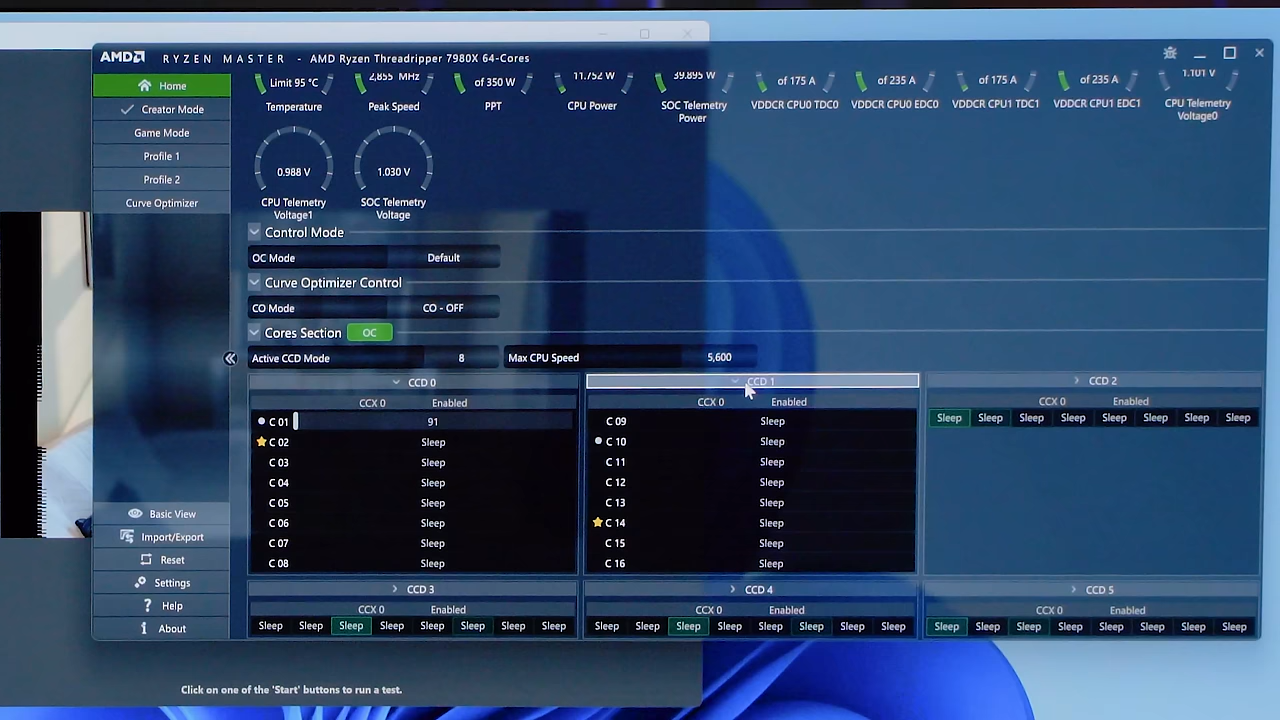 AMD RYZEN MASTER - AMD Ryzen Threadripper 7980X 64-Cores
Home
Creator Mode
Game Mode
Profile 1
Profile 2
Curve Optimizer
Basic View
Import/Export
Reset
Settings
? Help
i About
Limit 95 °C
2,855 MHz
of 350 W
11.752 W
39.895 W
of 175 A
of 235 A
of 175 A
of 235 A
1.101 V
Temperature
Peak Speed
PPT
CPU Power
SOC Telemetry
Power
VDDCR CPU0 TDC0
VDDCR CPU0 EDC0
VDDCR CPU1 TDC1
VDDCR CPU1 EDC1
CPU Telemetry
Voltage0
0.988 V
1.030 V
CPU Telemetry
Voltage1
SOC Telemetry
Voltage
Control Mode
OC Mode Default
Curve Optimizer Control
CO Mode CO - OFF
Cores Section OC
Active CCD Mode 8 Max CPU Speed 5,600
CCD 0
CCX 0 Enabled
C 01 91
C 02 Sleep
C 03 Sleep
C 04 Sleep
C 05 Sleep
C 06 Sleep
C 07 Sleep
C 08 Sleep
CCD 1
CCX 0 Enabled
C 09 Sleep
C 10 Sleep
C 11 Sleep
C 12 Sleep
C 13 Sleep
C 14 Sleep
C 15 Sleep
C 16 Sleep
CCD 2
CCX 0 Enabled
Sleep Sleep Sleep Sleep Sleep Sleep Sleep Sleep
CCD 3
CCX 0 Enabled
Sleep Sleep Sleep Sleep Sleep Sleep Sleep Sleep
CCD 4
CCX 0 Enabled
Sleep Sleep Sleep Sleep Sleep Sleep Sleep Sleep
CCD 5
CCX 0 Enabled
Sleep Sleep Sleep Sleep Sleep Sleep Sleep Sleep
Click on one of the 'Start' buttons to run a test.